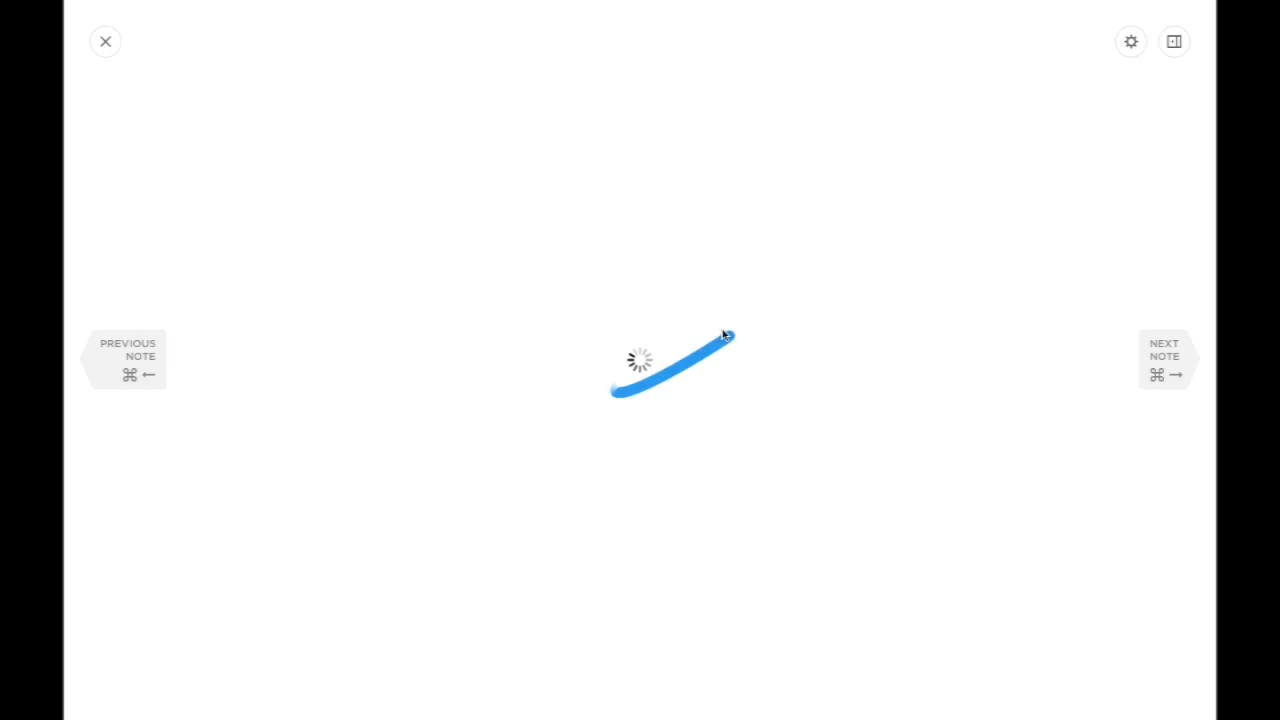 PREVIOUS
NOTE
⌘ ←
NEXT
NOTE
⌘ →